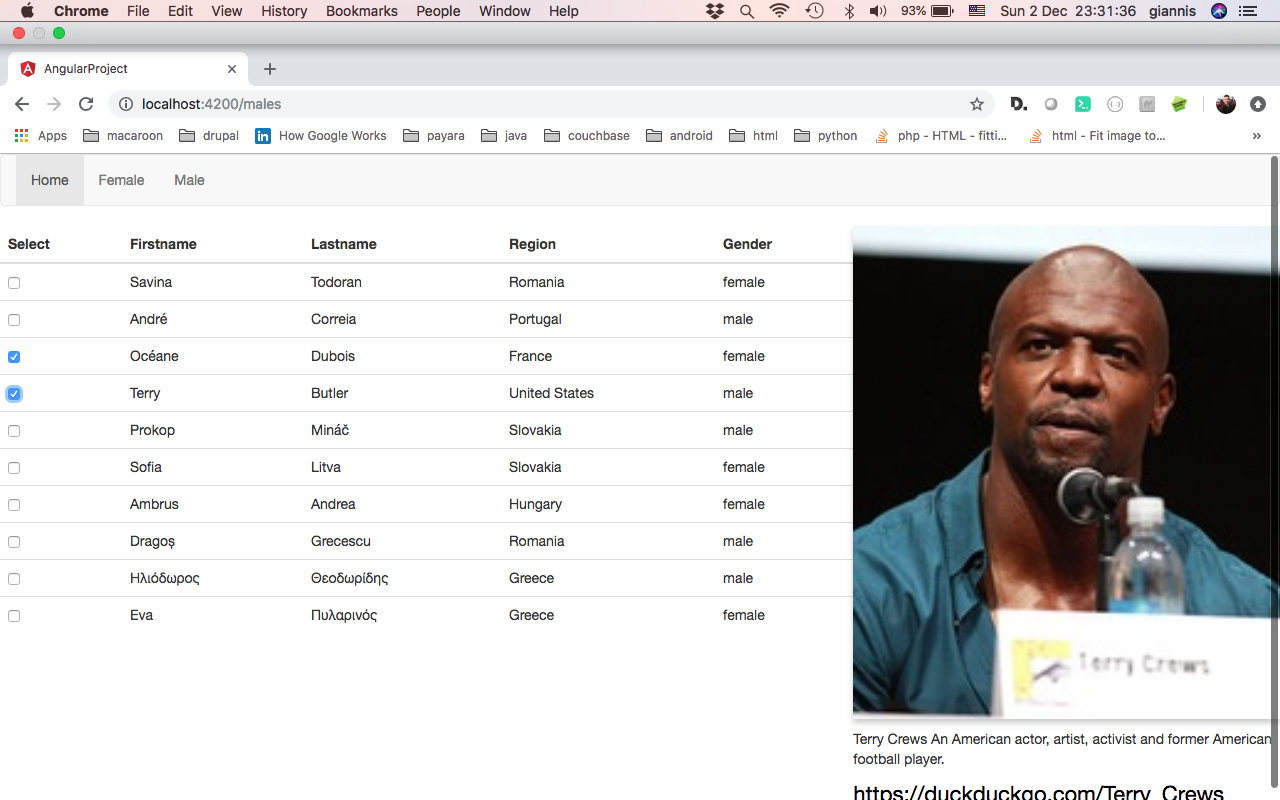 Chrome File Edit View History Bookmarks People Window Help 93% Sun 2 Dec 23:31:36 giannis
AngularProject
localhost:4200/males
Apps macaroon drupal How Google Works payara java couchbase android html python php - HTML - fitti... html - Fit image to... »
Home Female Male
Select Firstname Lastname Region Gender
Savina Todoran Romania female
André Correia Portugal male
Océane Dubois France female
Terry Butler United States male
Prokop Mináč Slovakia male
Sofia Litva Slovakia female
Ambrus Andrea Hungary female
Dragoș Grecescu Romania male
Ηλιόδωρος Θεοδωρίδης Greece male
Eva Πυλαρινός Greece female
Terry Crews
Terry Crews An American actor, artist, activist and former American
football player.
https://duckduckgo.com/Terry_Crews